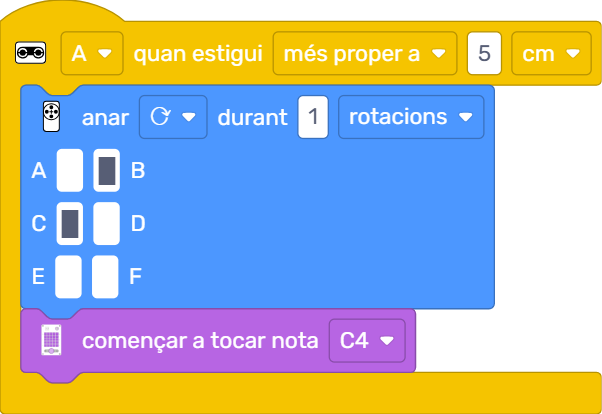 A quan estigui més proper a 5 cm
anar durant 1 rotacions
A B
C D
E F
començar a tocar nota C4